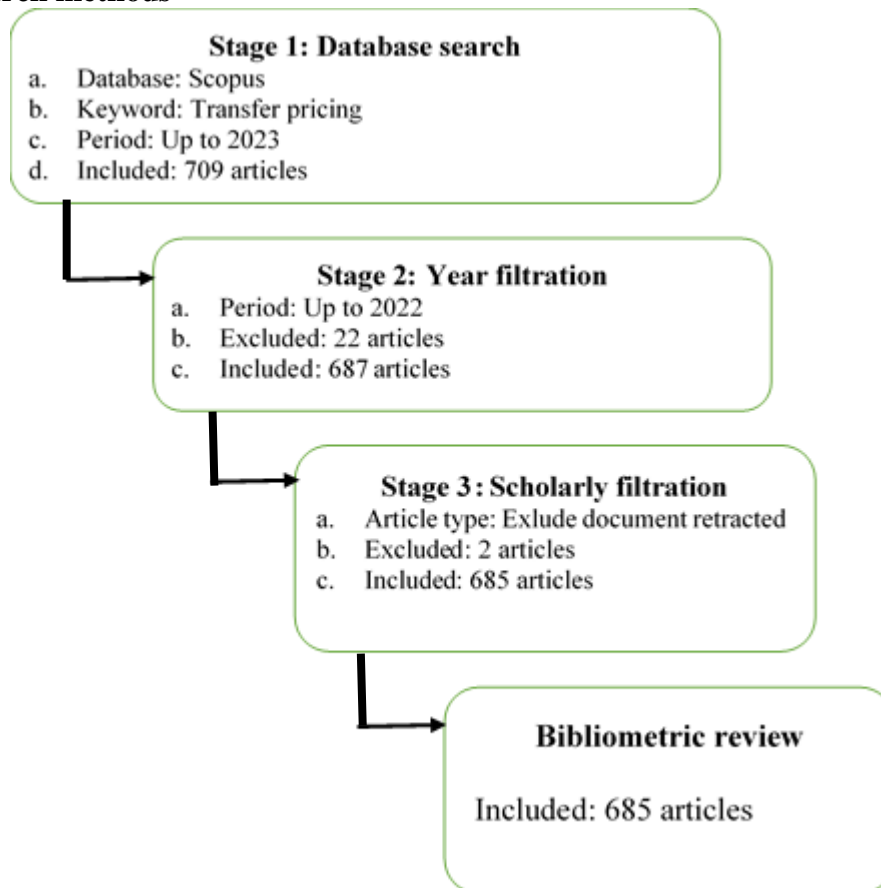 Stage 1: Database search
a. Database: Scopus
b. Keyword: Transfer pricing
c. Period: Up to 2023
d. Included: 709 articles
Stage 2: Year filtration
a. Period: Up to 2022
b. Excluded: 22 articles
c. Included: 687 articles
Stage 3: Scholarly filtration
a. Article type: Exlude document retracted
b. Excluded: 2 articles
c. Included: 685 articles
Bibliometric review
Included: 685 articles